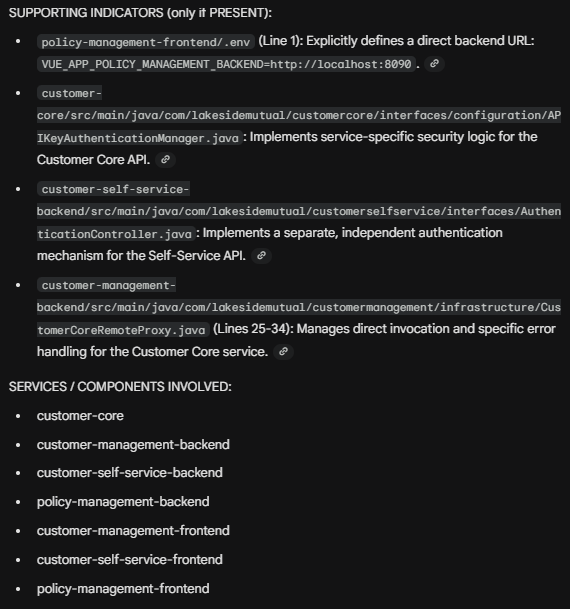 SUPPORTING INDICATORS (only if PRESENT):
• policy-management-frontend/.env (Line 1): Explicitly defines a direct backend URL:
VUE_APP_POLICY_MANAGEMENT_BACKEND=http://localhost:8090 .
• customer-
core/src/main/java/com/lakesidemutual/customercore/interfaces/configuration/AP
IKeyAuthenticationManager.java : Implements service-specific security logic for the
Customer Core API.
• customer-self-service-
backend/src/main/java/com/lakesidemutual/customerselfservice/interfaces/Authen
ticationController.java : Implements a separate, independent authentication
mechanism for the Self-Service API.
• customer-management-
backend/src/main/java/com/lakesidemutual/customermanagement/infrastructure/Cus
tomerCoreRemoteProxy.java (Lines 25-34): Manages direct invocation and specific error
handling for the Customer Core service.
SERVICES / COMPONENTS INVOLVED:
• customer-core
• customer-management-backend
• customer-self-service-backend
• policy-management-backend
• customer-management-frontend
• customer-self-service-frontend
• policy-management-frontend